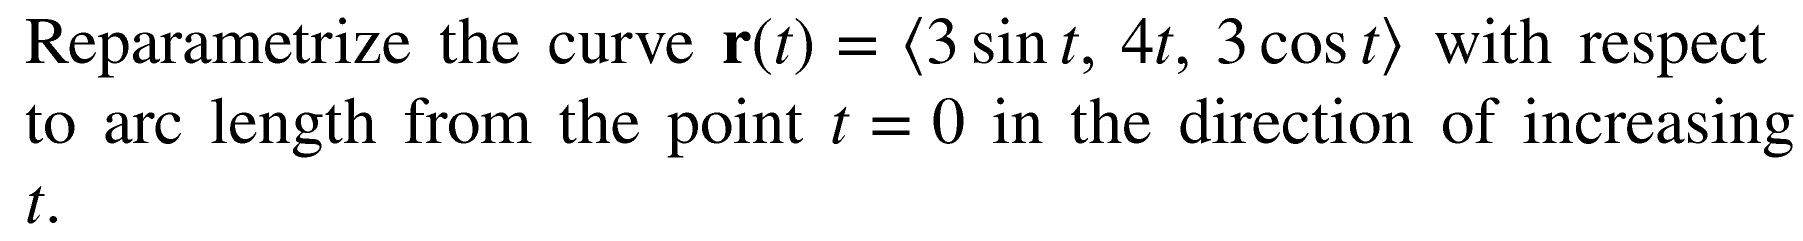 Reparametrize the curve r(t) = ⟨3 sin t, 4t, 3 cos t⟩ with respect
to arc length from the point t = 0 in the direction of increasing
t.